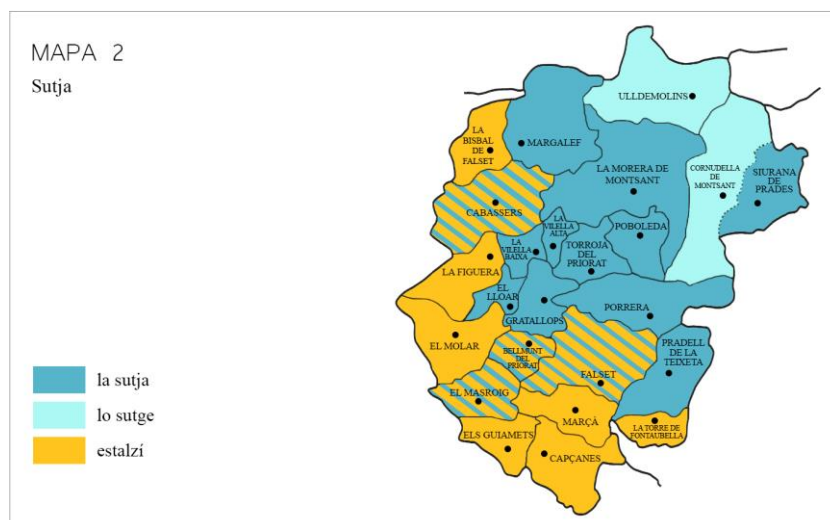 MAPA 2
Sutja
ULLDEMOLINS
LA
BISBAL
DE
FALSET
MARGALEF
LA MORERA DE
MONTSANT
CORNUDELLA
DE
MONTSANT
SIURANA
DE
PRADES
CABASSERS
LA
VILELLA
ALTA
POBOLEDA
LA
VILELLA
BAIXA
TORROJA
DEL
PRIORAT
LA FIGUERA
EL
LLOAR
GRATALLOPS
PORRERA
EL MOLAR
BELLMUNT
DEL
PRIORAT
PRADELL
DE LA
TEIXETA
FALSET
EL MASROIG
MARÇÀ
LA TORRE DE
FONTAUBELLA
ELS GUIAMETS
CAPÇANES
la sutja
lo sutge
estalzí